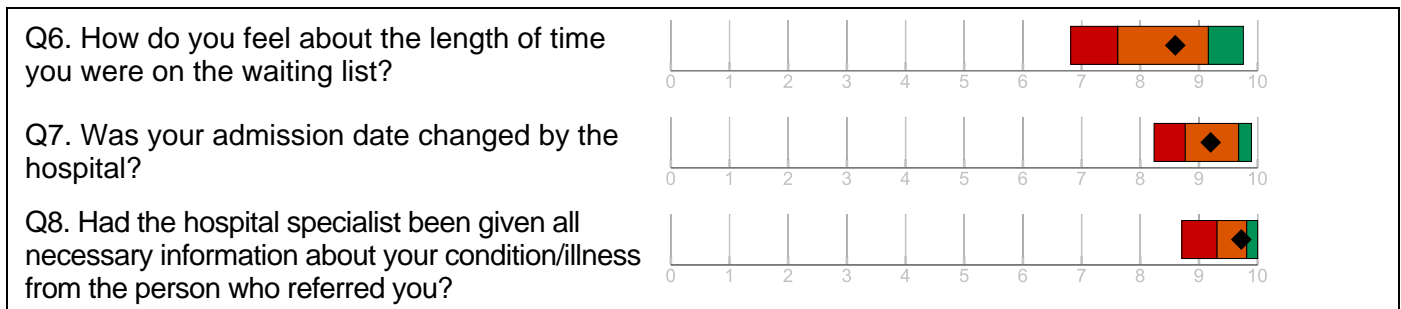 Q6. How do you feel about the length of time
you were on the waiting list?
0 1 2 3 4 5 6 7 8 9 10
Q7. Was your admission date changed by the
hospital?
0 1 2 3 4 5 6 7 8 9 10
Q8. Had the hospital specialist been given all
necessary information about your condition/illness
from the person who referred you?
0 1 2 3 4 5 6 7 8 9 10